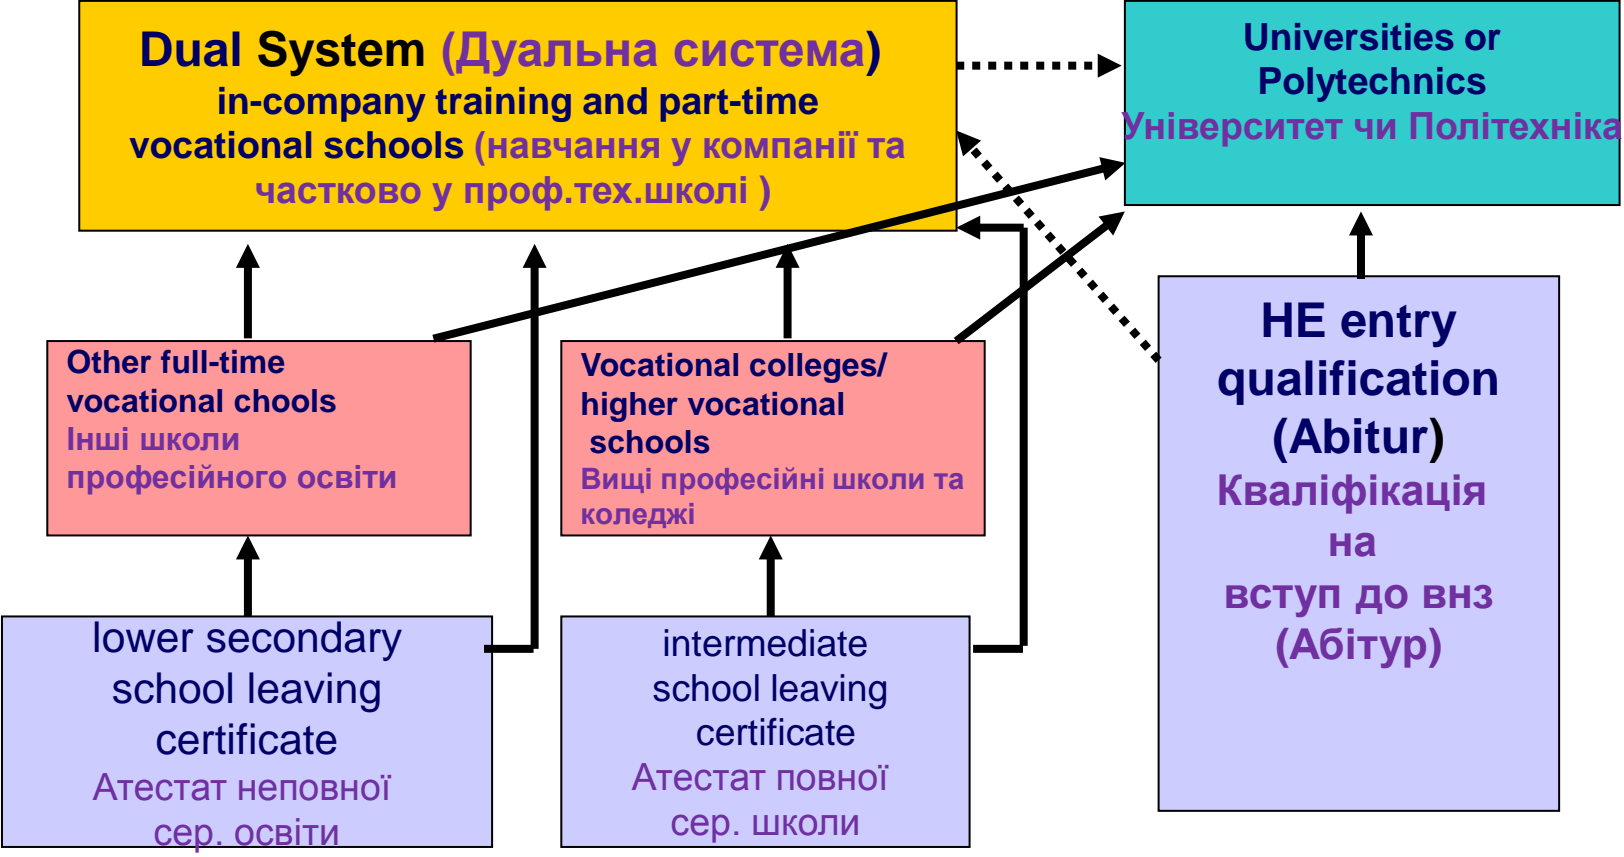 Dual System (Дуальна система)
in-company training and part-time
vocational schools (навчання у компанії та
частково у проф.тех.школі )
Universities or
Polytechnics
Університет чи Політехніка
Other full-time
vocational chools
Інші школи
професійного освіти
Vocational colleges/
higher vocational
schools
Вищі професійні школи та
коледжі
HE entry
qualification
(Abitur)
Кваліфікація
на
вступ до внз
(Абітур)
lower secondary
school leaving
certificate
Атестат неповної
сер. освіти
intermediate
school leaving
certificate
Атестат повної
сер. школи